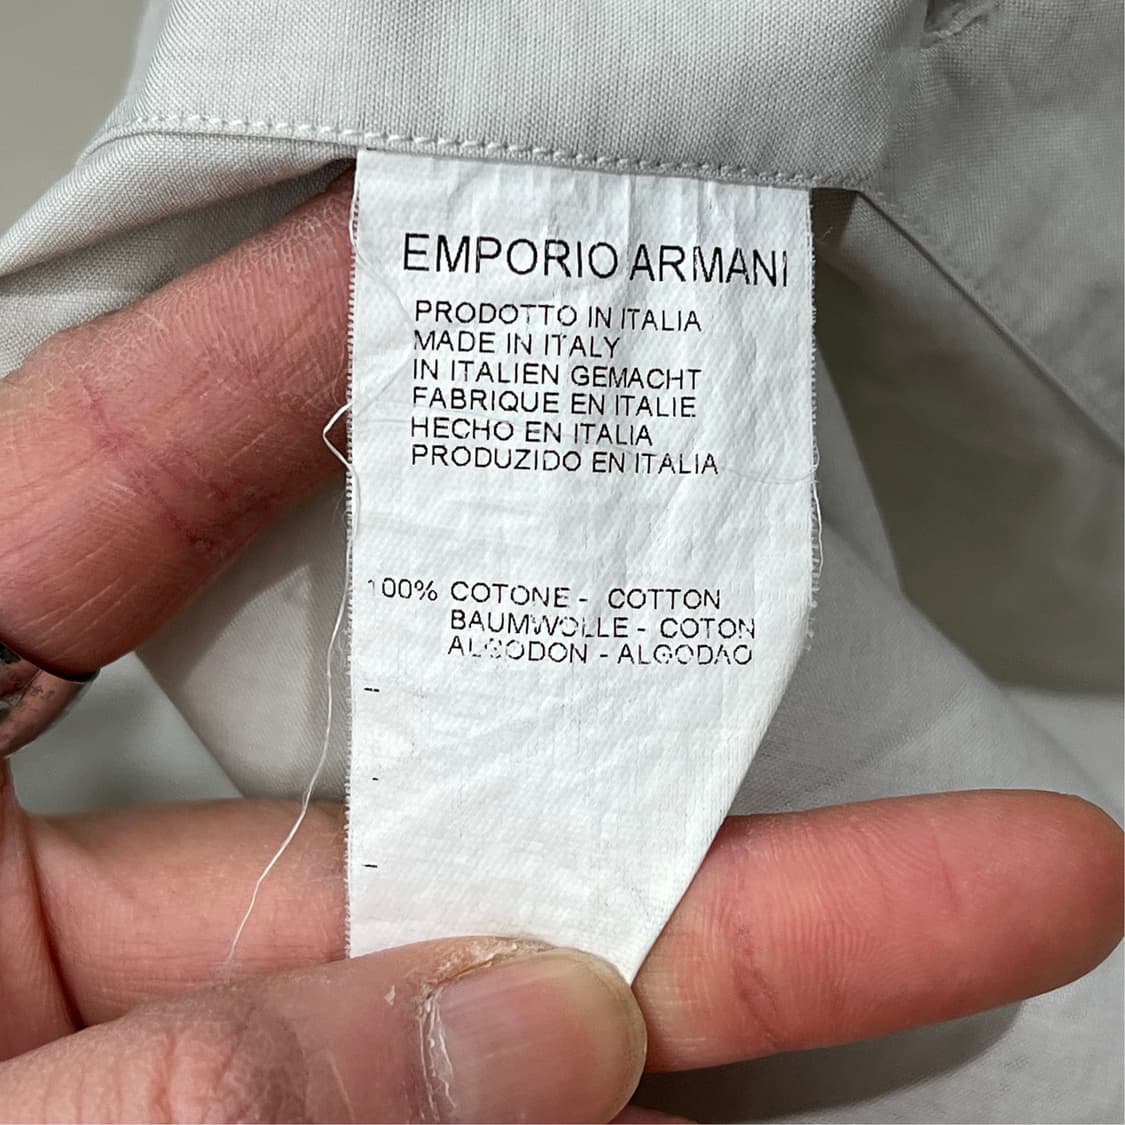 EMPORIO ARMANI
PRODOTTO IN ITALIA
MADE IN ITALY
IN ITALIEN GEMACHT
FABRIQUE EN ITALIE
HECHO EN ITALIA
PRODUZIDO EN ITALIA
100% COTONE - COTTON
BAUMWOLLE - COTON
ALGODON - ALGODAO